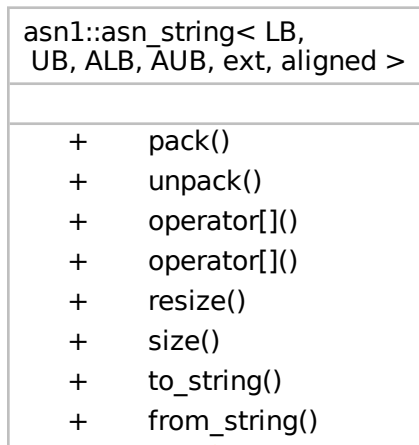 asn1::asn_string< LB,
UB, ALB, AUB, ext, aligned >
+ pack()
+ unpack()
+ operator[]()
+ operator[]()
+ resize()
+ size()
+ to_string()
+ from_string()